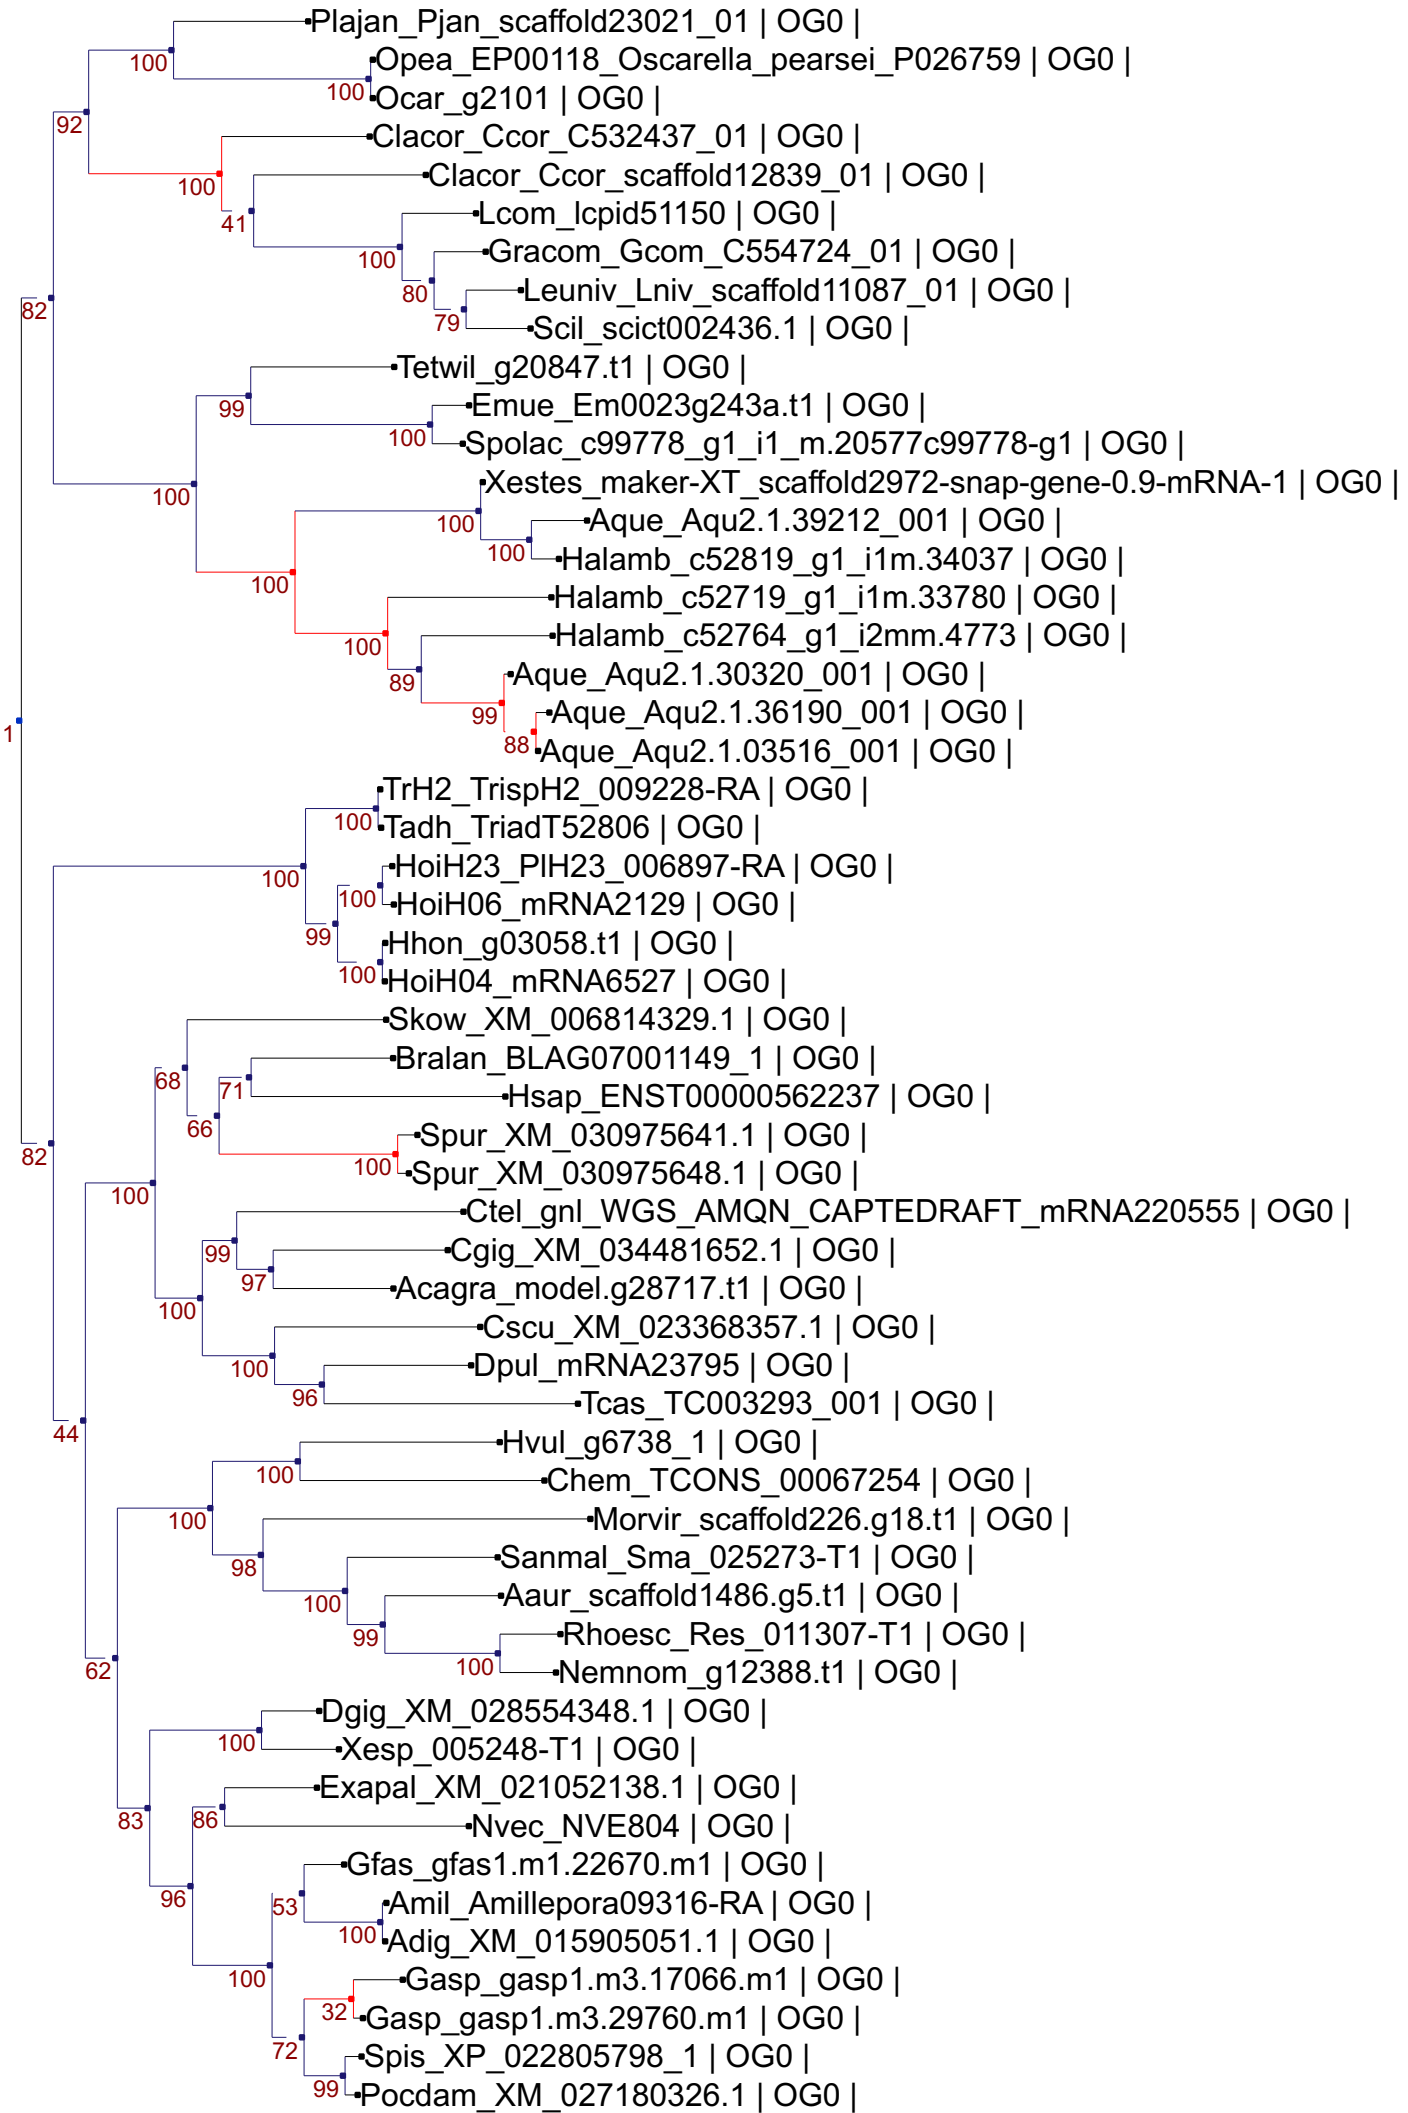 Plajan_Pjan_scaffold23021_01 | OG0 |
100
Opea_EP00118_Oscarella_pearsei_P026759 | OG0 |
100
Ocar_g2101 | OG0 |
92
Clacor_Ccor_C532437_01 | OG0 |
100
Clacor_Ccor_scaffold12839_01 | OG0 |
41
Lcom_lcpid51150 | OG0 |
100
Gracom_Gcom_C554724_01 | OG0 |
80
Leuniv_Lniv_scaffold11087_01 | OG0 |
82
79
Scil_scict002436.1 | OG0 |
Tetwil_g20847.t1 | OG0 |
99
Emue_Em0023g243a.t1 | OG0 |
100
Spolac_c99778_g1_i1_m.20577c99778-g1 | OG0 |
100
Xestes_maker-XT_scaffold2972-snap-gene-0.9-mRNA-1 | OG0 |
100
Aque_Aqu2.1.39212_001 | OG0 |
100
Halamb_c52819_g1_i1m.34037 | OG0 |
100
Halamb_c52719_g1_i1m.33780 | OG0 |
100
Halamb_c52764_g1_i2mm.4773 | OG0 |
89
Aque_Aqu2.1.30320_001 | OG0 |
99
Aque_Aqu2.1.36190_001 | OG0 |
1
88
Aque_Aqu2.1.03516_001 | OG0 |
TrH2_TrispH2_009228-RA | OG0 |
100
Tadh_TriadT52806 | OG0 |
HoiH23_PlH23_006897-RA | OG0 |
100
100
HoiH06_mRNA2129 | OG0 |
99
Hhon_g03058.t1 | OG0 |
100
HoiH04_mRNA6527 | OG0 |
Skow_XM_006814329.1 | OG0 |
Bralan_BLAG07001149_1 | OG0 |
68
71
Hsap_ENST00000562237 | OG0 |
66
Spur_XM_030975641.1 | OG0 |
82
100
Spur_XM_030975648.1 | OG0 |
100
Ctel_gnl_WGS_AMQN_CAPTEDRAFT_mRNA220555 | OG0 |
99
Cgig_XM_034481652.1 | OG0 |
97
Acagra_model.g28717.t1 | OG0 |
100
Cscu_XM_023368357.1 | OG0 |
100
Dpul_mRNA23795 | OG0 |
96
Tcas_TC003293_001 | OG0 |
44
Hvul_g6738_1 | OG0 |
100
Chem_TCONS_00067254 | OG0 |
100
Morvir_scaffold226.g18.t1 | OG0 |
98
Sanmal_Sma_025273-T1 | OG0 |
100
Aaur_scaffold1486.g5.t1 | OG0 |
99
Rhoesc_Res_011307-T1 | OG0 |
100
62
Nemnom_g12388.t1 | OG0 |
Dgig_XM_028554348.1 | OG0 |
100
Xesp_005248-T1 | OG0 |
Exapal_XM_021052138.1 | OG0 |
83
86
Nvec_NVE804 | OG0 |
Gfas_gfas1.m1.22670.m1 | OG0 |
96
53
Amil_Amillepora09316-RA | OG0 |
100
Adig_XM_015905051.1 | OG0 |
100
Gasp_gasp1.m3.17066.m1 | OG0 |
32
Gasp_gasp1.m3.29760.m1 | OG0 |
72
Spis_XP_022805798_1 | OG0 |
99
Pocdam_XM_027180326.1 | OG0 |